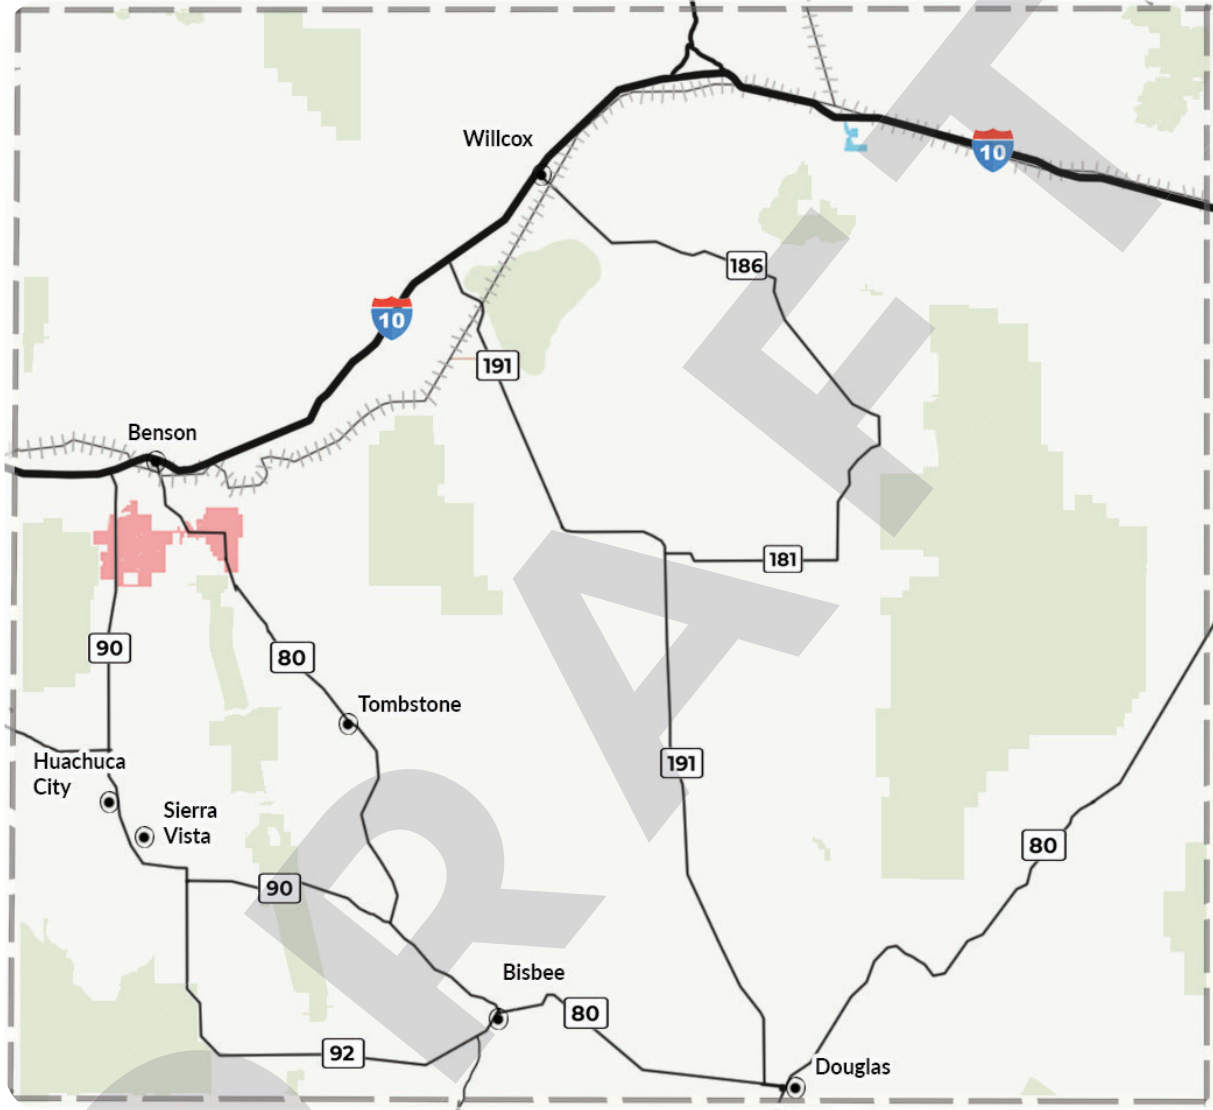 Willcox
10
186
10
191
Benson
181
90
80
Tombstone
191
Huachuca
City
Sierra
Vista
80
90
Bisbee
80
92
Douglas
DRAFT